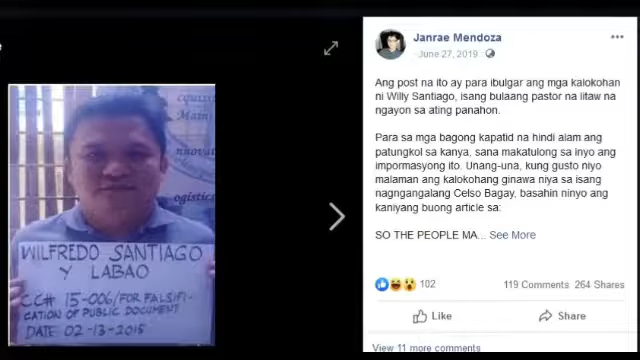 equisit
Main
nnovat
ogistics
WILFREDO SANTIAGO
Y LABAO
CC# 15-006/FOR FALSIFI-
CATION OF PUBLIC DOCUMENT
DATE: 02-13-2015
Janrae Mendoza
June 27, 2019
Ang post na ito ay para ibulgar ang mga kalokohan
ni Willy Santiago, isang bulaang pastor na iitaw na
ngayon sa ating panahon.
Para sa mga bagong kapatid na hindi alam ang
patungkol sa kanya, sana makatulong sa inyo ang
impormasyong ito. Unang-una, kung gusto niyo
malaman ang kalokohang ginawa niya sa isang
nagngangalang Celso Bagay, basahin ninyo ang
kaniyang buong article sa:
SO THE PEOPLE MA... See More
102 119 Comments 264 Shares
Like Share
View 11 more comments